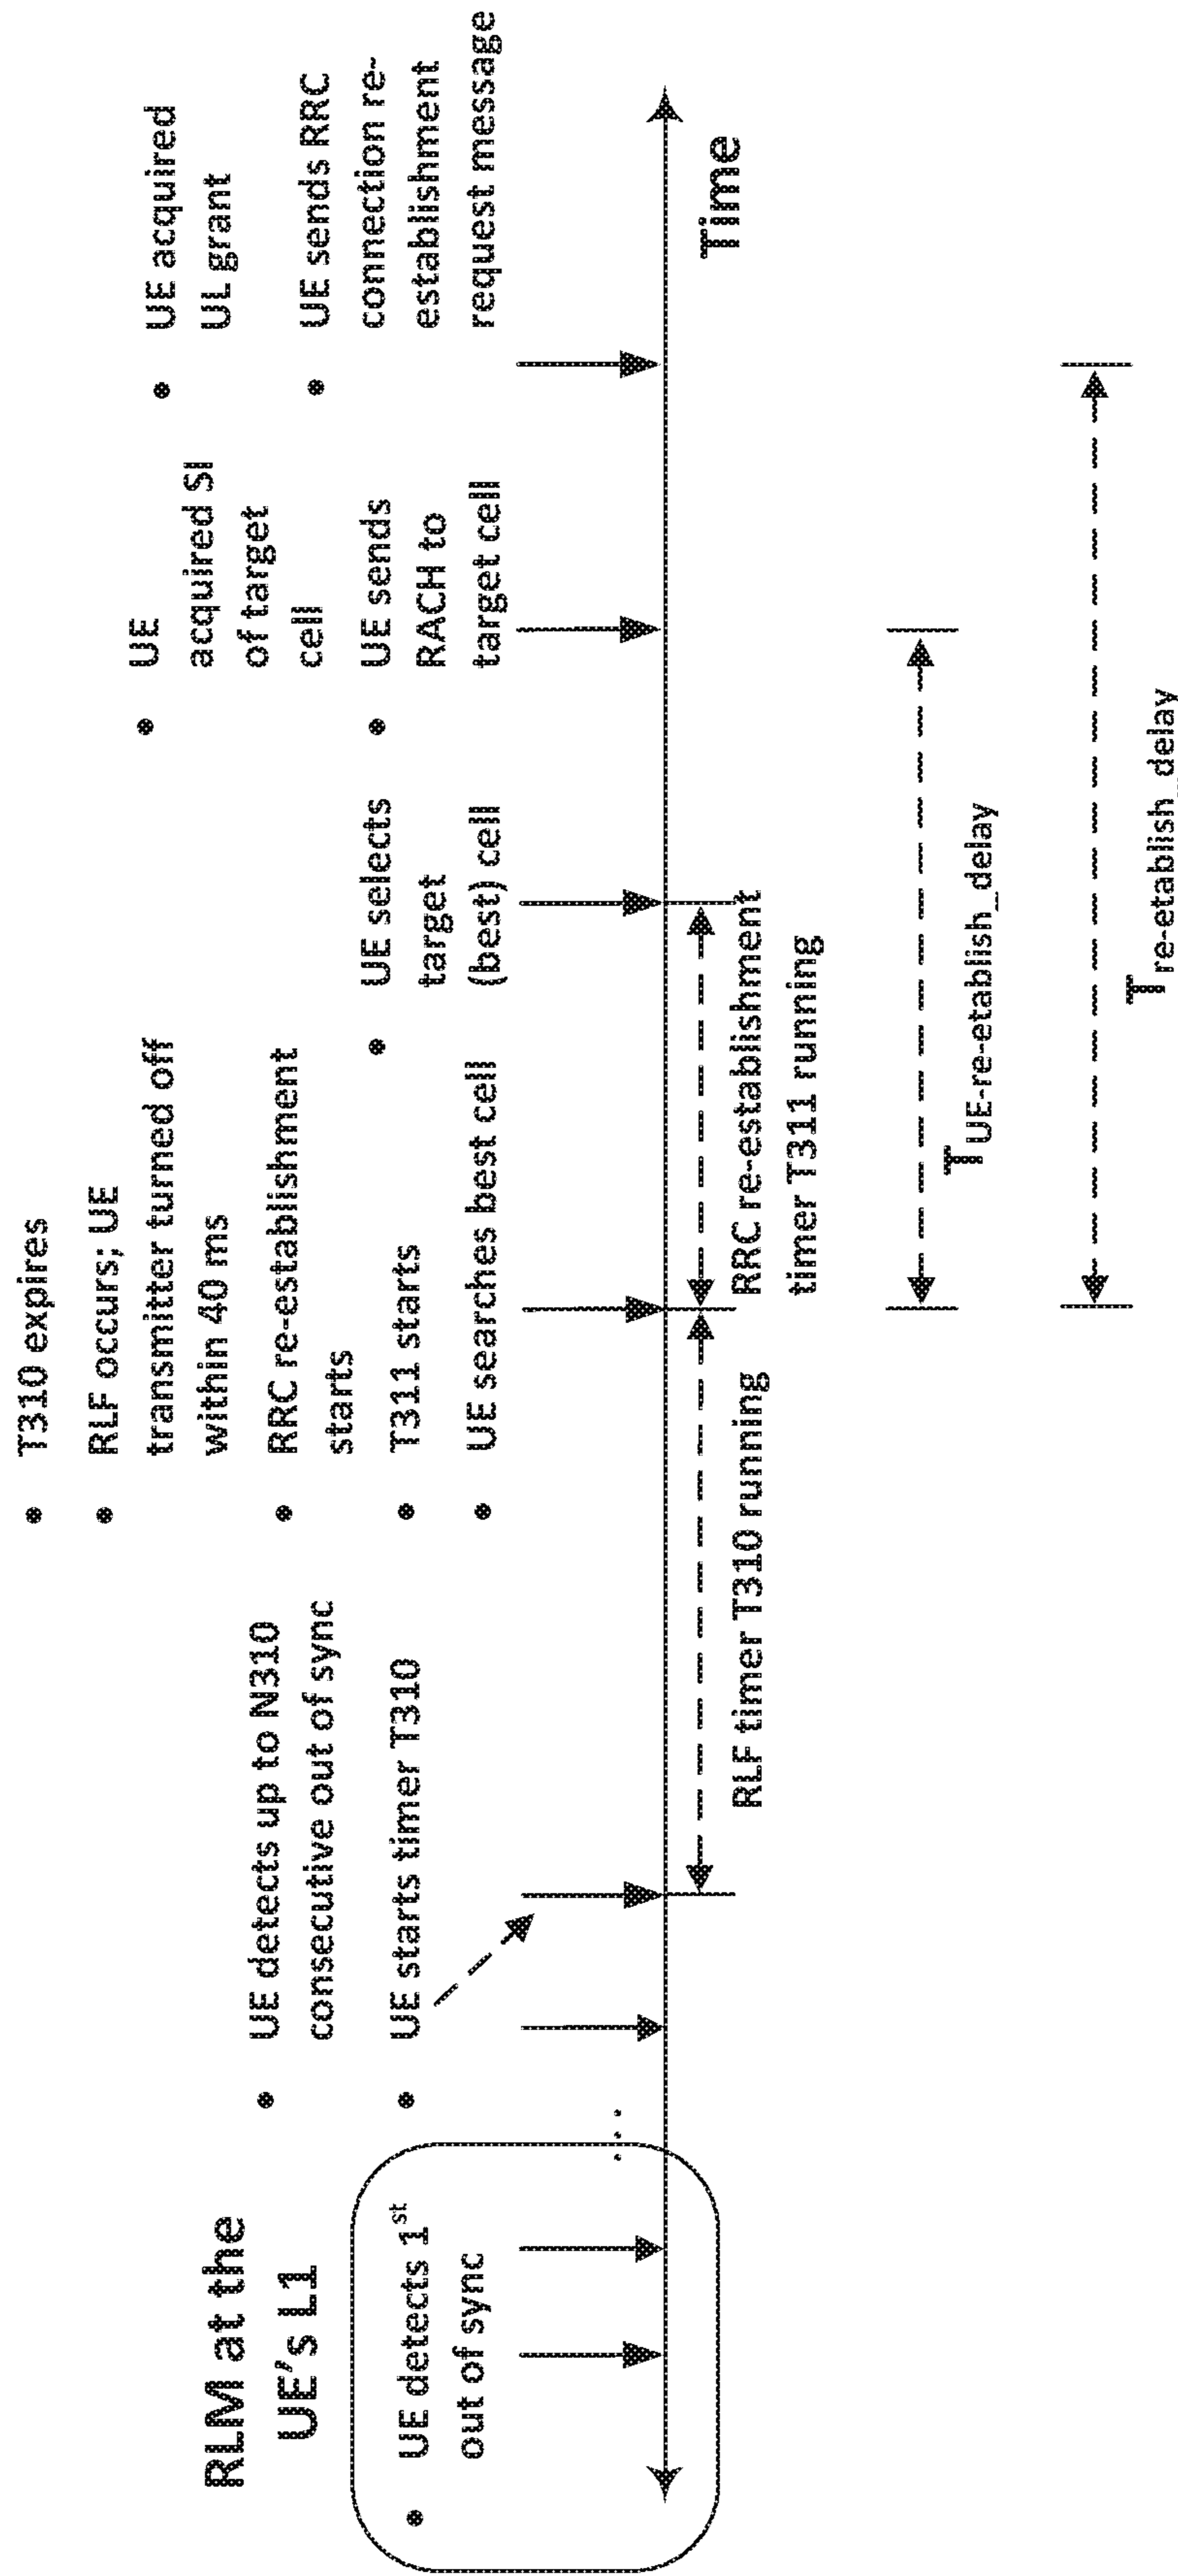 RLM at the
UE's L1
• UE detects 1st
out of sync
...
• UE detects up to N310
consecutive out of sync
• UE starts timer T310
• T310 expires
• RLF occurs; UE
transmitter turned off
within 40 ms
• RRC re-establishment
starts
• T311 starts
• UE searches best cell
• UE selects
target
(best) cell
• UE
acquired SI
of target
cell
• UE sends
RACH to
target cell
• UE acquired
UL grant
• UE sends RRC
connection re-
establishment
request message
Time
RLF timer T310 running
RRC re-establishment
timer T311 running
TUE-re-etablish_delay
Tre-etablish_delay